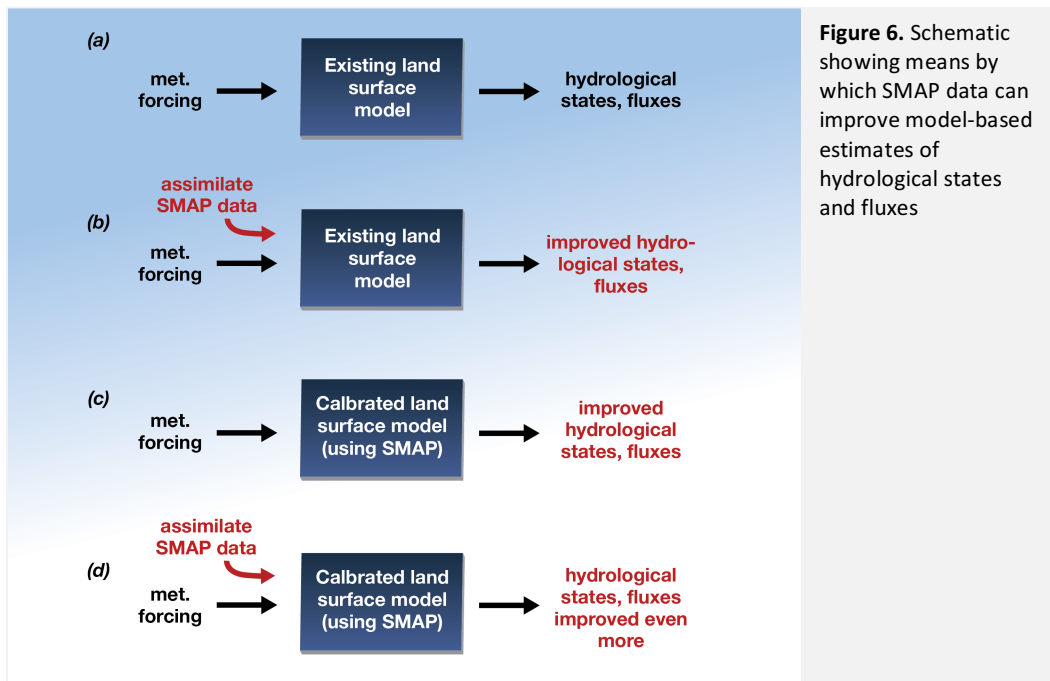 (a)
met.
forcing
Existing land
surface
model
hydrological
states, fluxes
assimilate
SMAP data
(b)
met.
forcing
Existing land
surface
model
improved hydro-
logical states,
fluxes
(c)
met.
forcing
Calbrated land
surface model
(using SMAP)
improved
hydrological
states, fluxes
assimilate
SMAP data
(d)
met.
forcing
Calbrated land
surface model
(using SMAP)
hydrological
states, fluxes
improved even
more
Figure 6. Schematic
showing means by
which SMAP data can
improve model-based
estimates of
hydrological states
and fluxes